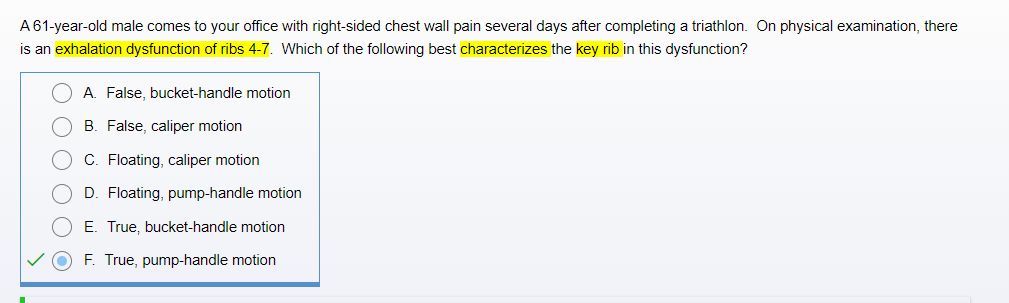 A 61-year-old male comes to your office with right-sided chest wall pain several days after completing a triathlon.  On physical examination, there
is an exhalation dysfunction of ribs 4-7.  Which of the following best characterizes the key rib in this dysfunction?
A.  False, bucket-handle motion
B.  False, caliper motion
C.  Floating, caliper motion
D.  Floating, pump-handle motion
E.  True, bucket-handle motion
F.  True, pump-handle motion